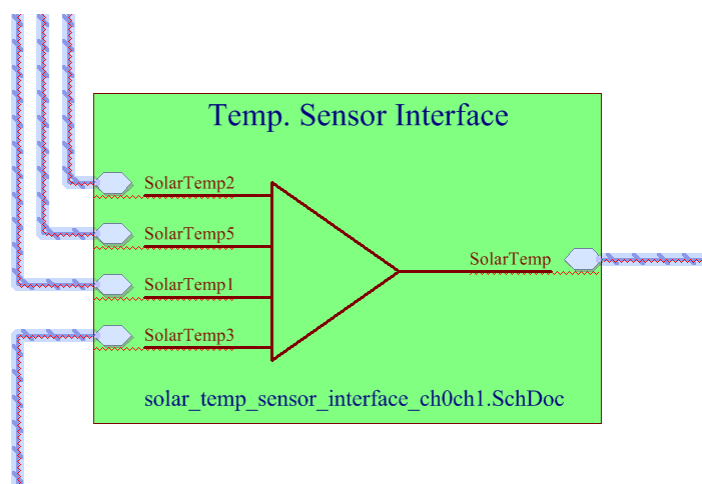 Temp. Sensor Interface
SolarTemp2
SolarTemp5
SolarTemp
SolarTemp1
SolarTemp3
solar_temp_sensor_interface_ch0ch1.SchDoc